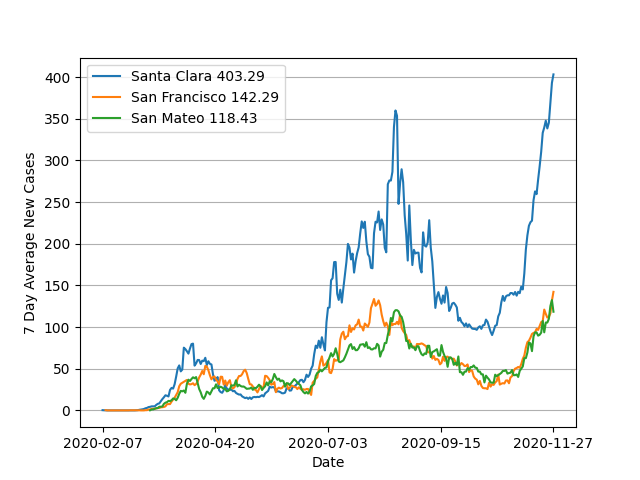 Santa Clara 403.29
San Francisco 142.29
San Mateo 118.43
400
350
300
250
200
150
100
50
0
7 Day Average New Cases
2020-02-07 2020-04-20 2020-07-03 2020-09-15 2020-11-27
Date